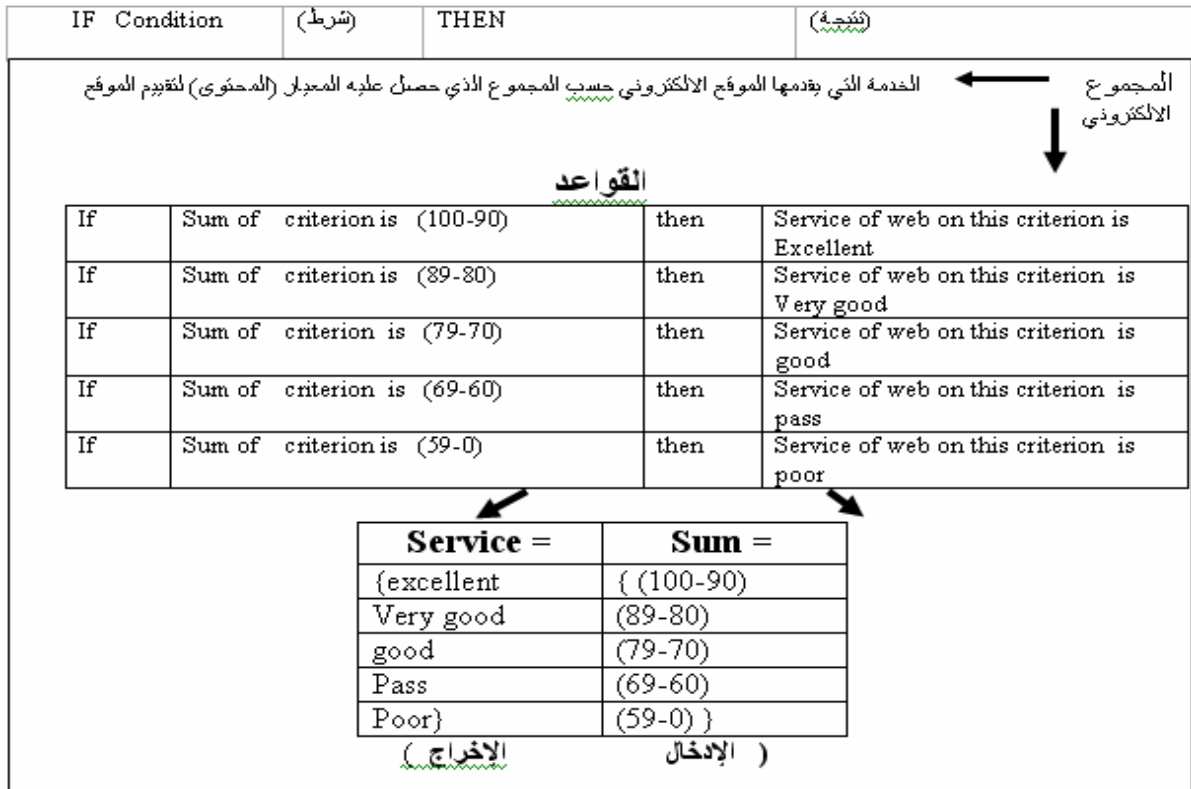 IF Condition (شرط) THEN (نتيجة)
المجموع الخدمة التي يقدمها الموقع الالكتروني حسب المجموع الذي حصل عليه المعيار (المحتوى) لتقييم الموقع
الالكتروني
القواعد
If Sum of criterion is (100-90) then Service of web on this criterion is
Excellent
If Sum of criterion is (89-80) then Service of web on this criterion is
Very good
If Sum of criterion is (79-70) then Service of web on this criterion is
good
If Sum of criterion is (69-60) then Service of web on this criterion is
pass
If Sum of criterion is (59-0) then Service of web on this criterion is
poor
Service = Sum =
{excellent { (100-90)
Very good (89-80)
good (79-70)
Pass (69-60)
Poor} (59-0) }
( الإدخال الإخراج )